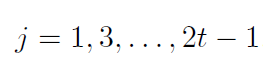 j = 1, 3, . . . , 2t − 1